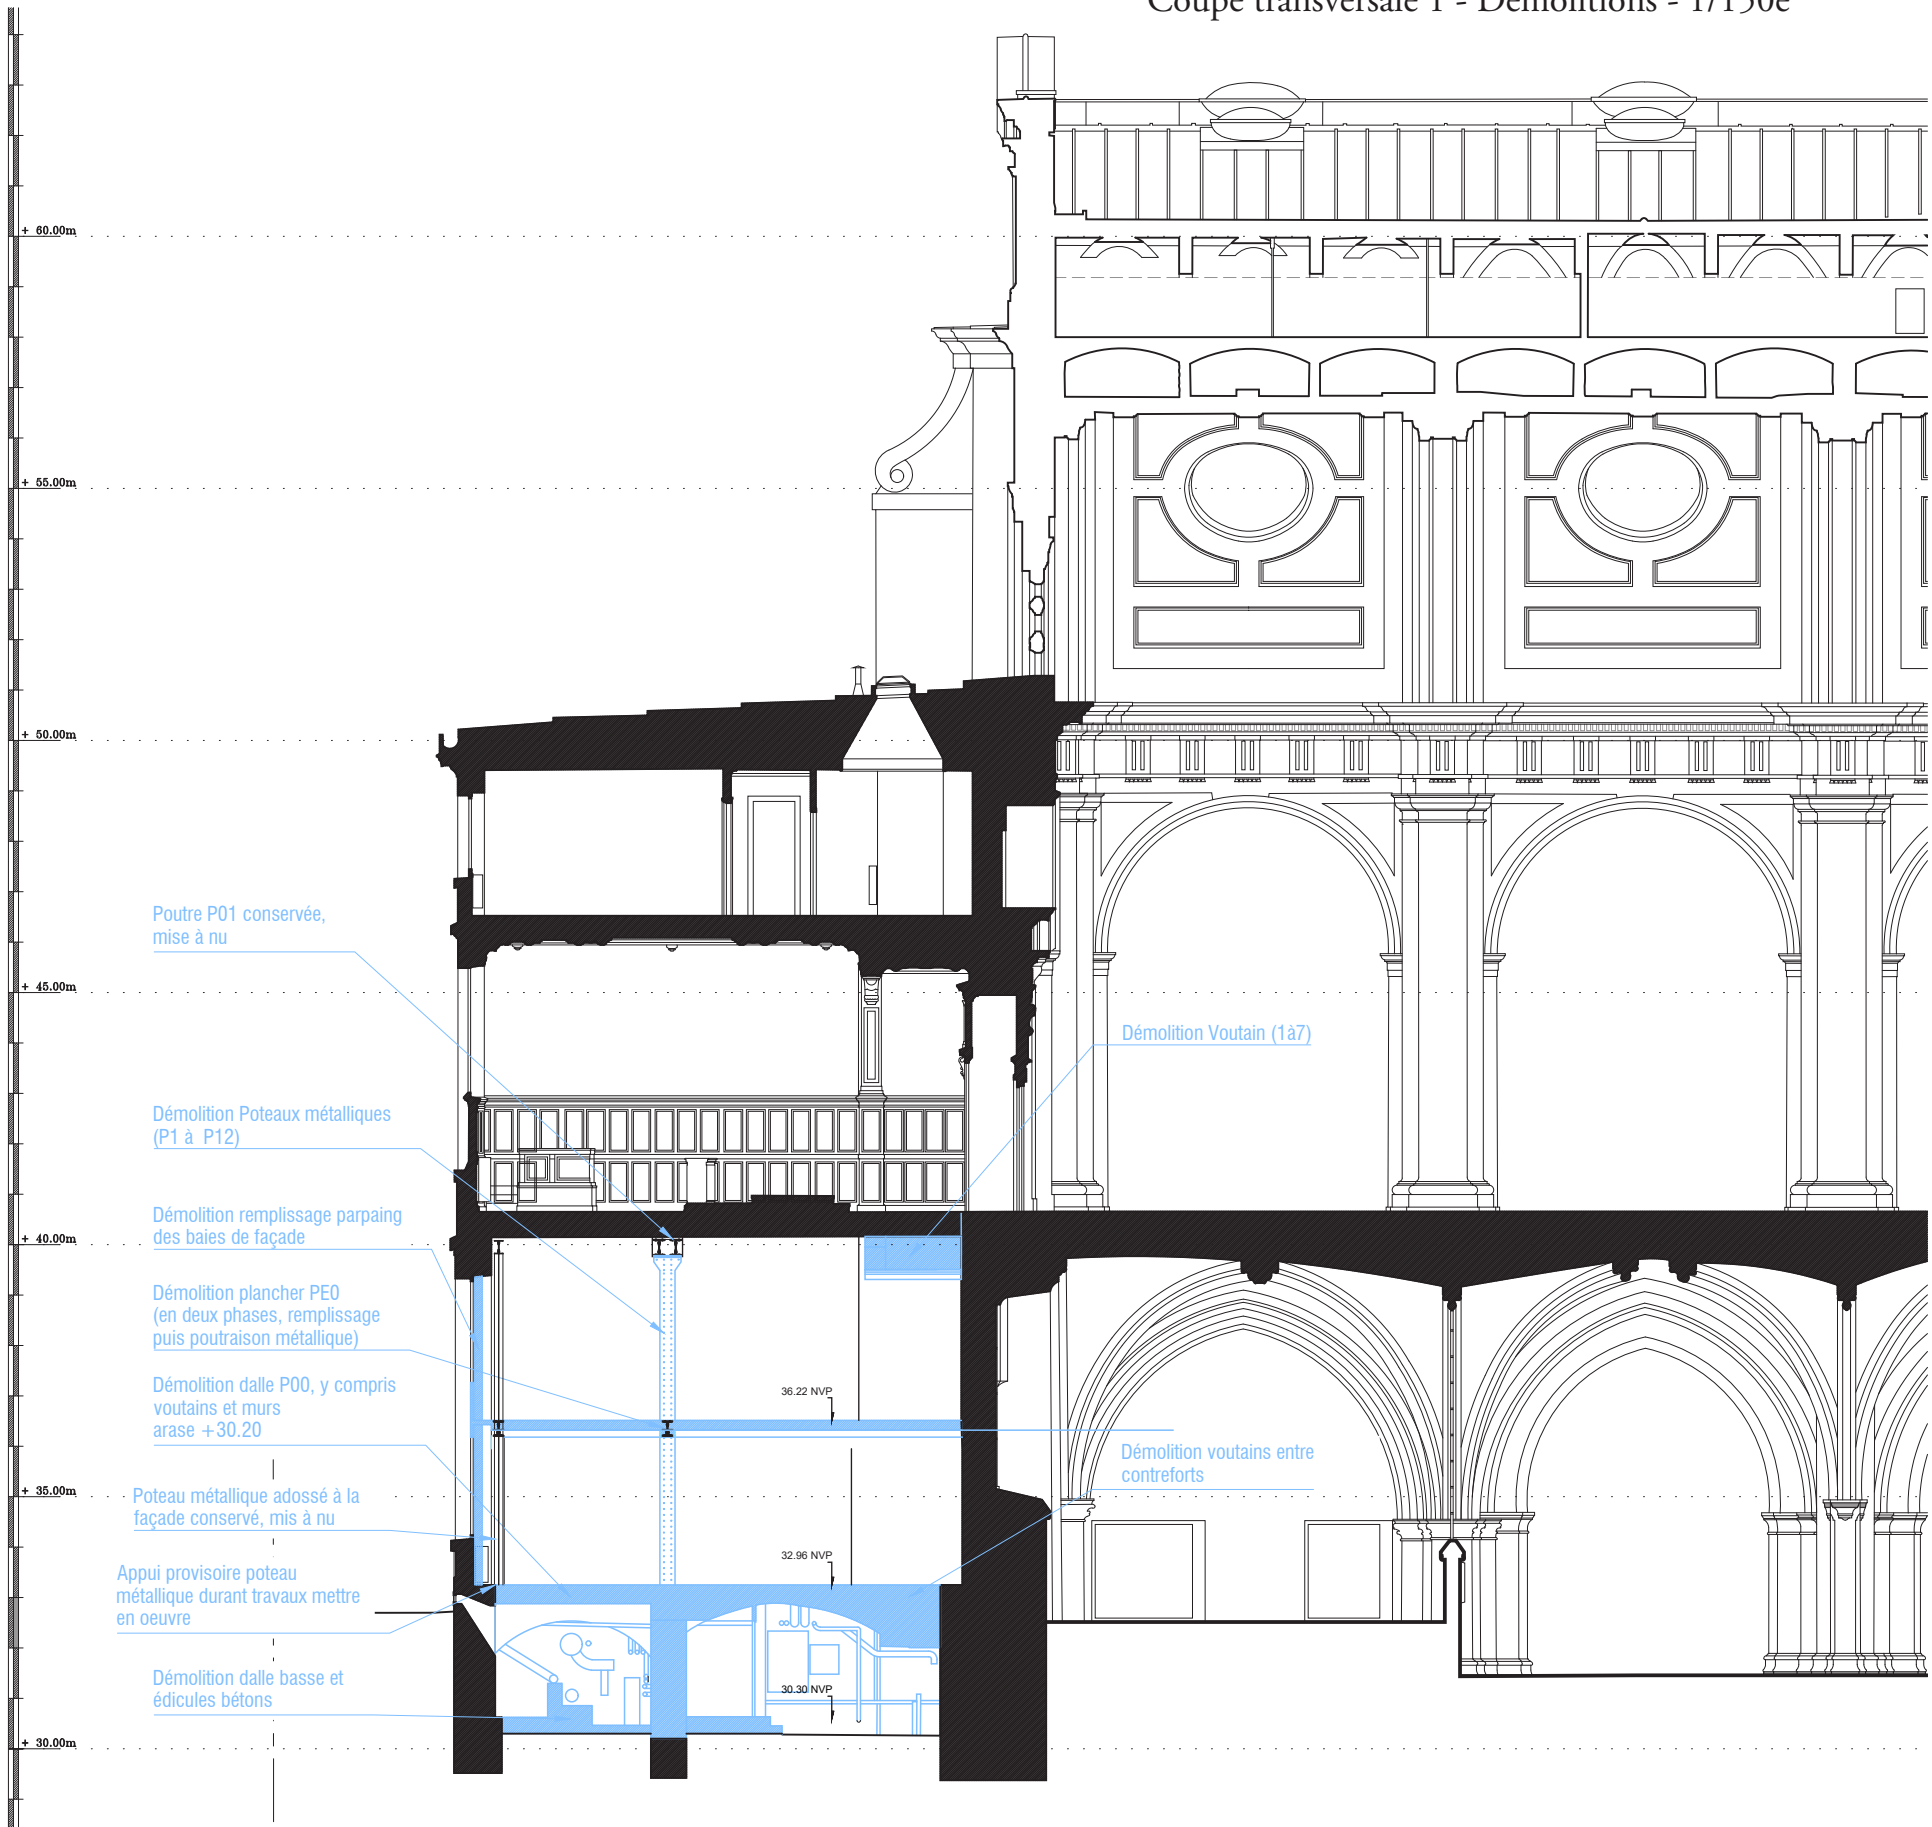 Coupe transversale 1 - Démolitions - 1/150e
+ 60.00m
+ 55.00m
+ 50.00m
+ 45.00m
+ 40.00m
+ 35.00m
+ 30.00m
Poutre P01 conservée,
mise à nu
Démolition Voutain (1à7)
Démolition Poteaux métalliques
(P1 à P12)
Démolition remplissage parpaing
des baies de façade
Démolition plancher PE0
(en deux phases, remplissage
puis poutraison métallique)
Démolition dalle P00, y compris
voutains et murs
arase +30.20
36.22 NVP
Démolition voutains entre
contreforts
Poteau métallique adossé à la
façade conservé, mis à nu
32.96 NVP
Appui provisoire poteau
métallique durant travaux mettre
en oeuvre
Démolition dalle basse et
édicules bétons
30.30 NVP